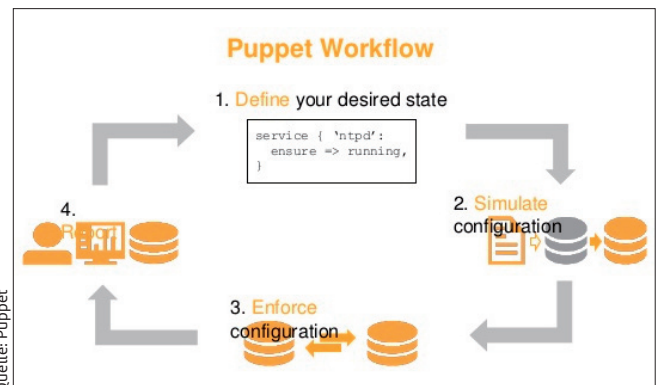 Puppet Workflow
1. Define your desired state
service { ‘ntpd’:
ensure => running,
}
2. Simulate
configuration
3. Enforce
configuration
4.
Report
Quelle: Puppet